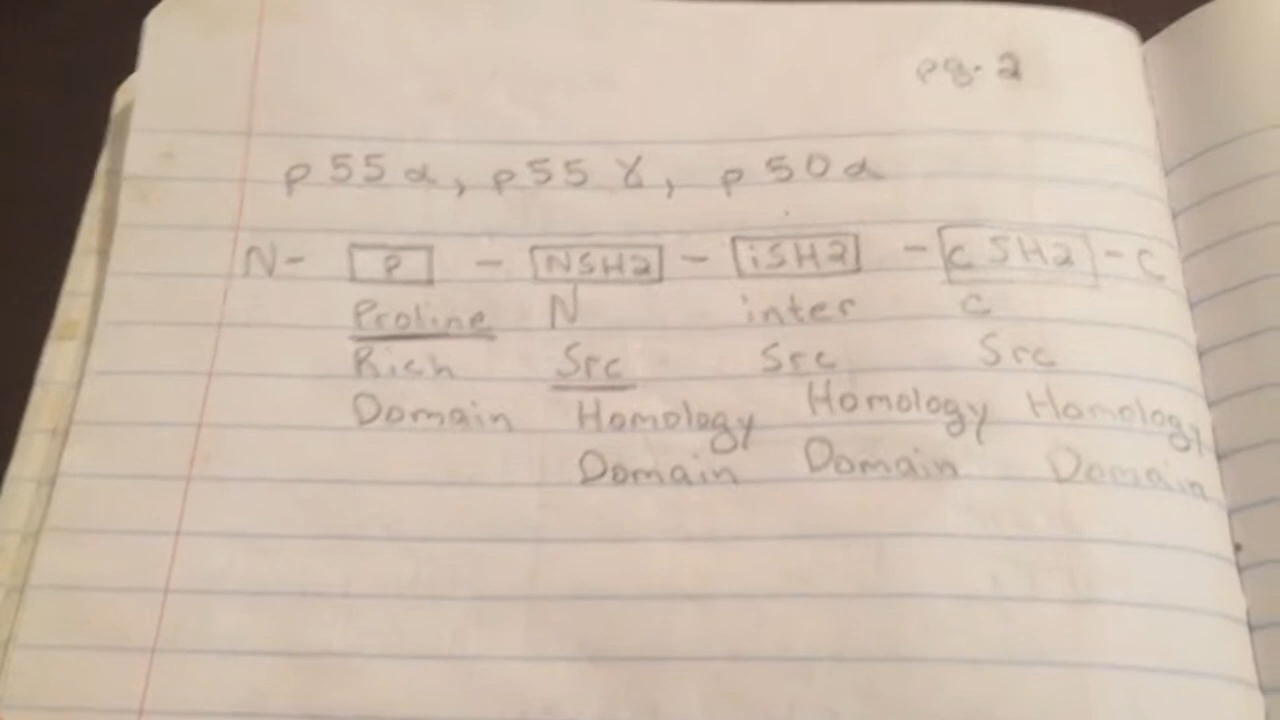 pg. 2
p55α, p55γ, p50α
N- P - NSH2 - iSH2 - cSH2 - C
Proline N inter C
Rich Src Src Src
Domain Homology Homology Homology
Domain Domain Domain